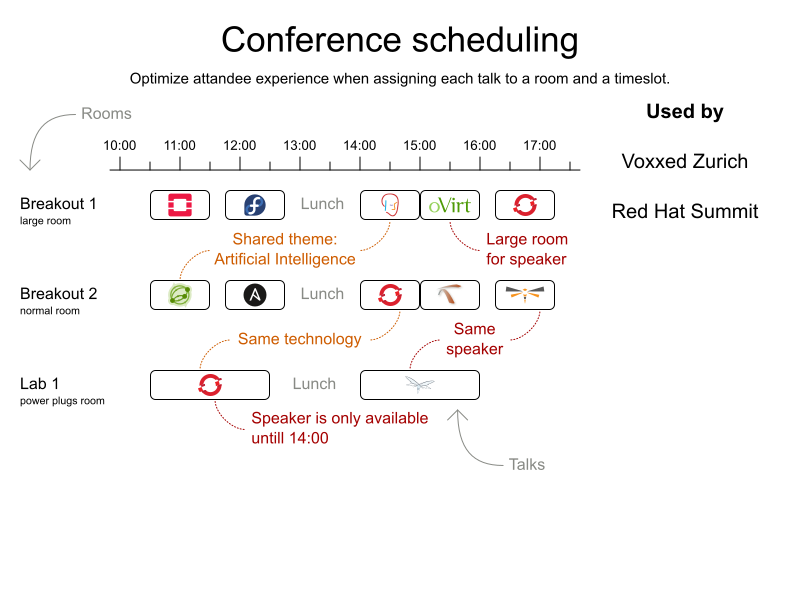 Conference scheduling
Optimize attandee experience when assigning each talk to a room and a timeslot.
Rooms
Used by
10:00 11:00 12:00 13:00 14:00 15:00 16:00 17:00
Voxxed Zurich
Red Hat Summit
Breakout 1
large room
Lunch
oVirt
Shared theme:
Artificial Intelligence
Large room
for speaker
Breakout 2
normal room
Lunch
A
Same technology
Same
speaker
Lab 1
power plugs room
Lunch
Speaker is only available
untill 14:00
Talks